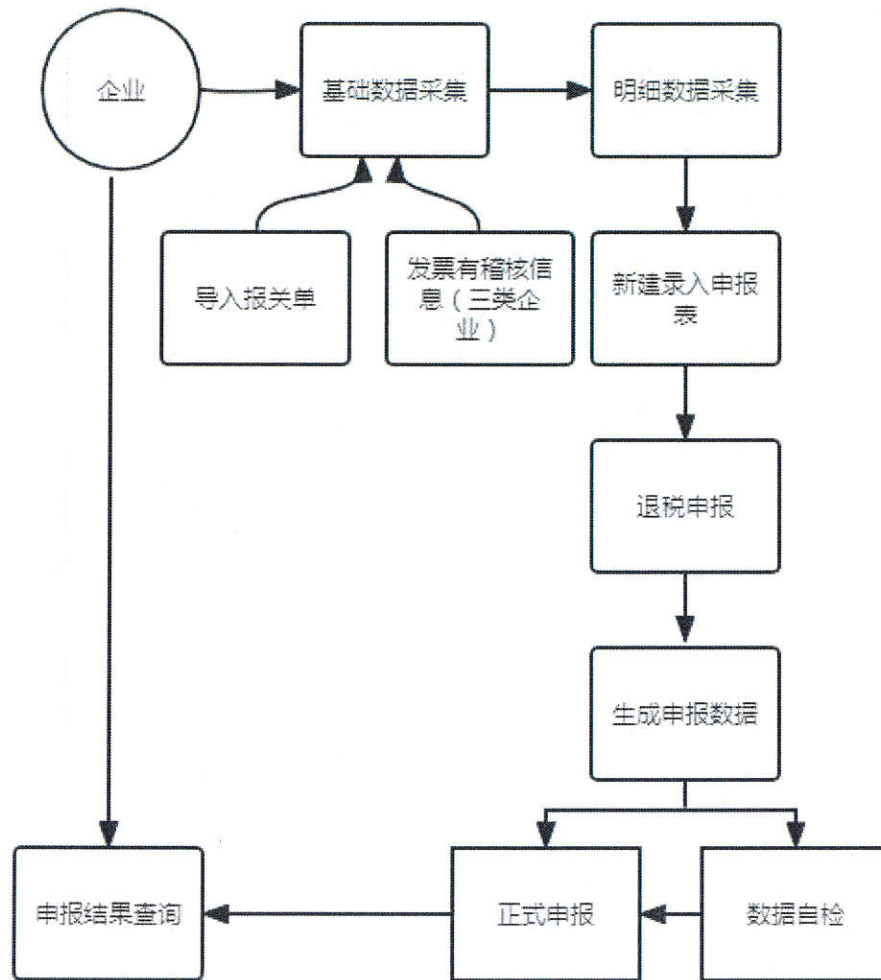 企业
基础数据采集
明细数据采集
导入报关单
发票有稽核信
息（三类企
业）
新建录入申报
表
退税申报
生成申报数据
申报结果查询
正式申报
数据自检